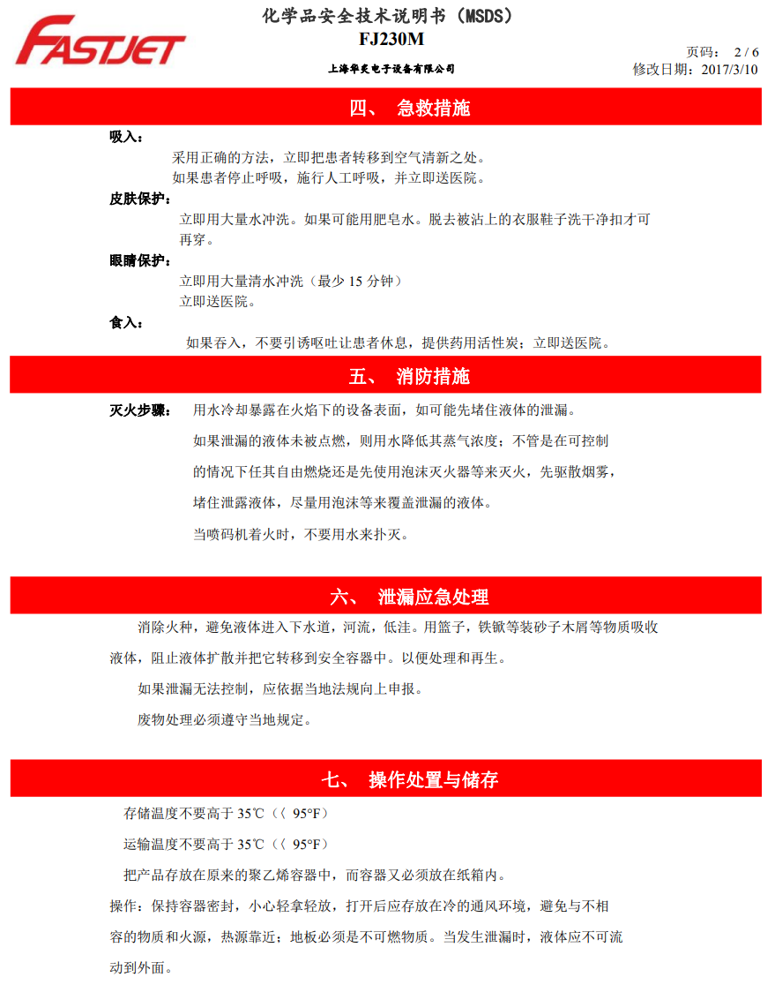 化学品安全技术说明书（MSDS）
FASTJET
FJ230M
页码： 2 / 6
上海华炎电子设备有限公司
修改日期：2017/3/10
四、 急救措施
吸入：
采用正确的方法，立即把患者转移到空气清新之处。
如果患者停止呼吸，施行人工呼吸，并立即送医院。
皮肤保护：
立即用大量水冲洗。如果可能用肥皂水。脱去被沾上的衣服鞋子洗干净扣才可
再穿。
眼睛保护：
立即用大量清水冲洗（最少 15 分钟）
立即送医院。
食入：
如果吞入，不要引诱呕吐让患者休息，提供药用活性炭；立即送医院。
五、 消防措施
灭火步骤： 用水冷却暴露在火焰下的设备表面，如可能先堵住液体的泄漏。
如果泄漏的液体未被点燃，则用水降低其蒸气浓度；不管是在可控制
的情况下任其自由燃烧还是先使用泡沫灭火器等来灭火，先驱散烟雾，
堵住泄露液体，尽量用泡沫等来覆盖泄漏的液体。
当喷码机着火时，不要用水来扑灭。
六、 泄漏应急处理
消除火种，避免液体进入下水道，河流，低洼。用篮子，铁锨等装砂子木屑等物质吸收
液体，阻止液体扩散并把它转移到安全容器中。以便处理和再生。
如果泄漏无法控制，应依据当地法规向上申报。
废物处理必须遵守当地规定。
七、 操作处置与储存
存储温度不要高于 35℃（〈 95°F）
运输温度不要高于 35℃（〈 95°F）
把产品存放在原来的聚乙烯容器中，而容器又必须放在纸箱内。
操作：保持容器密封，小心轻拿轻放，打开后应存放在冷的通风环境，避免与不相
容的物质和火源，热源靠近；地板必须是不可燃物质。当发生泄漏时，液体应不可流
动到外面。